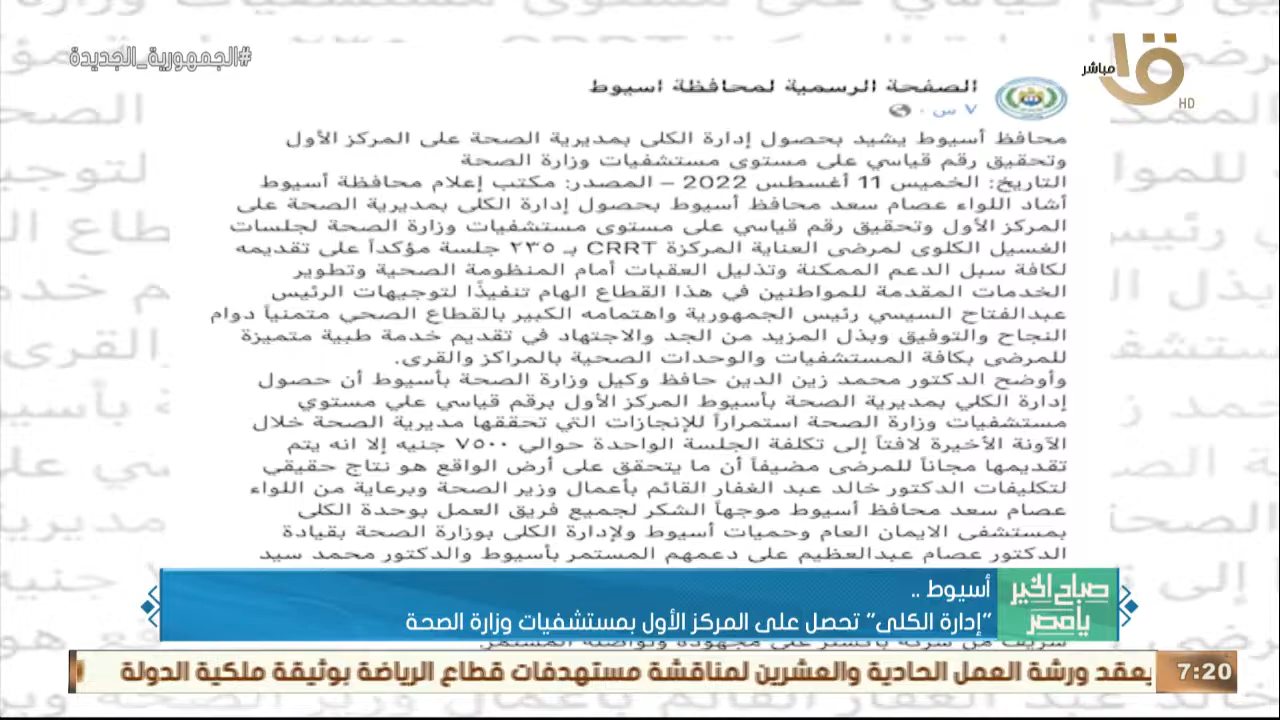 #الجمهورية_الجديدة
مباشر
HD
الصفحة الرسمية لمحافظة اسيوط
٧ س ·
محافظ أسيوط يشيد بحصول إدارة الكلى بمديرية الصحة على المركز الأول
وتحقيق رقم قياسي على مستوى مستشفيات وزارة الصحة
التاريخ: الخميس 11 أغسطس 2022 – المصدر: مكتب إعلام محافظة أسيوط
أشاد اللواء عصام سعد محافظ أسيوط بحصول إدارة الكلى بمديرية الصحة على
المركز الأول وتحقيق رقم قياسي على مستوى مستشفيات وزارة الصحة لجلسات
الغسيل الكلوى لمرضى العناية المركزة CRRT بـ ٢٣٥ جلسة مؤكداً على تقديمه
لكافة سبل الدعم الممكنة وتذليل العقبات أمام المنظومة الصحية وتطوير
الخدمات المقدمة للمواطنين في هذا القطاع الهام تنفيذًا لتوجيهات الرئيس
عبدالفتاح السيسي رئيس الجمهورية واهتمامه الكبير بالقطاع الصحي متمنياً دوام
النجاح والتوفيق وبذل المزيد من الجد والاجتهاد في تقديم خدمة طبية متميزة
للمرضى بكافة المستشفيات والوحدات الصحية بالمراكز والقرى.
وأوضح الدكتور محمد زين الدين حافظ وكيل وزارة الصحة بأسيوط أن حصول
إدارة الكلي بمديرية الصحة بأسيوط المركز الأول برقم قياسي علي مستوي
مستشفيات وزارة الصحة استمراراً للإنجازات التي تحققها مديرية الصحة خلال
الآونة الأخيرة لافتاً إلى تكلفة الجلسة الواحدة حوالي ٧٥٠٠ جنيه إلا انه يتم
تقديمها مجاناً للمرضى مضيفاً أن ما يتحقق على أرض الواقع هو نتاج حقيقي
لتكليفات الدكتور خالد عبد الغفار القائم بأعمال وزير الصحة وبرعاية من اللواء
عصام سعد محافظ أسيوط موجهاً الشكر لجميع فريق العمل بوحدة الكلى
بمستشفى الايمان العام وحميات أسيوط ولإدارة الكلى بوزارة الصحة بقيادة
الدكتور عصام عبدالعظيم على دعمهم المستمر بأسيوط والدكتور محمد سيد
صباح الخير
يا مصر
أسيوط ..
"إدارة الكلى" تحصل على المركز الأول بمستشفيات وزارة الصحة
7:20
يعقد ورشة العمل الحادية والعشرين لمناقشة مستهدفات قطاع الرياضة بوثيقة ملكية الدولة